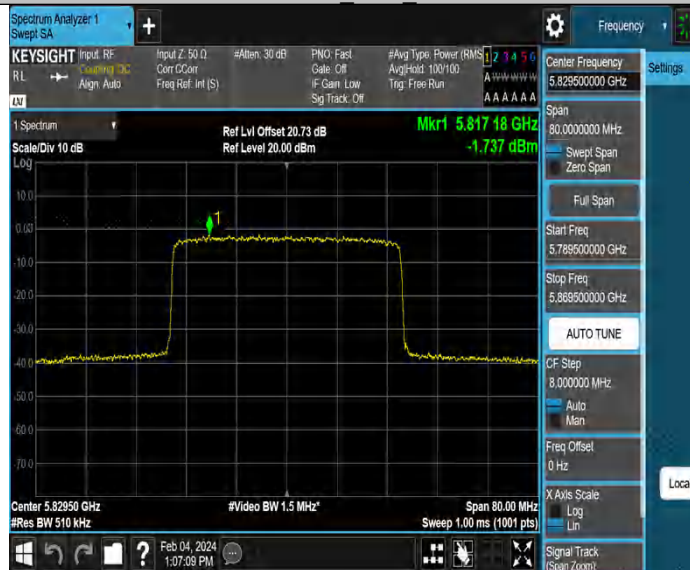 Spectrum Analyzer 1
Swept SA
+
Frequency
KEYSIGHT
Input: RF
Coupling: DC
Align: Auto
Input Z: 50 Ω
Corr CCorr
Freq Ref: Int (S)
#Atten: 30 dB
PNO: Fast
Gate: Off
IF Gain: Low
Sig Track: Off
#Avg Type: Power (RMS
Avg|Hold: 100/100
Trig: Free Run
1 2 3 4 5 6
A W W W W W
A A A A A A
RL
LXI
1 Spectrum
Scale/Div 10 dB
Log
Ref Lvl Offset 20.73 dB
Ref Level 20.00 dBm
Mkr1 5.817 18 GHz
-1.737 dBm
10.0
0.00
-10.0
-20.0
-30.0
-40.0
-50.0
-60.0
-70.0
1
Center 5.82950 GHz
#Res BW 510 kHz
#Video BW 1.5 MHz*
Span 80.00 MHz
Sweep 1.00 ms (1001 pts)
?
Feb 04, 2024
1:07:09 PM
Center Frequency
5.829500000 GHz
Span
80.0000000 MHz
Swept Span
Zero Span
Full Span
Start Freq
5.789500000 GHz
Stop Freq
5.869500000 GHz
AUTO TUNE
CF Step
8.000000 MHz
Auto
Man
Freq Offset
0 Hz
X Axis Scale
Log
Lin
Signal Track
(Span Zoom)
Settings
Loca